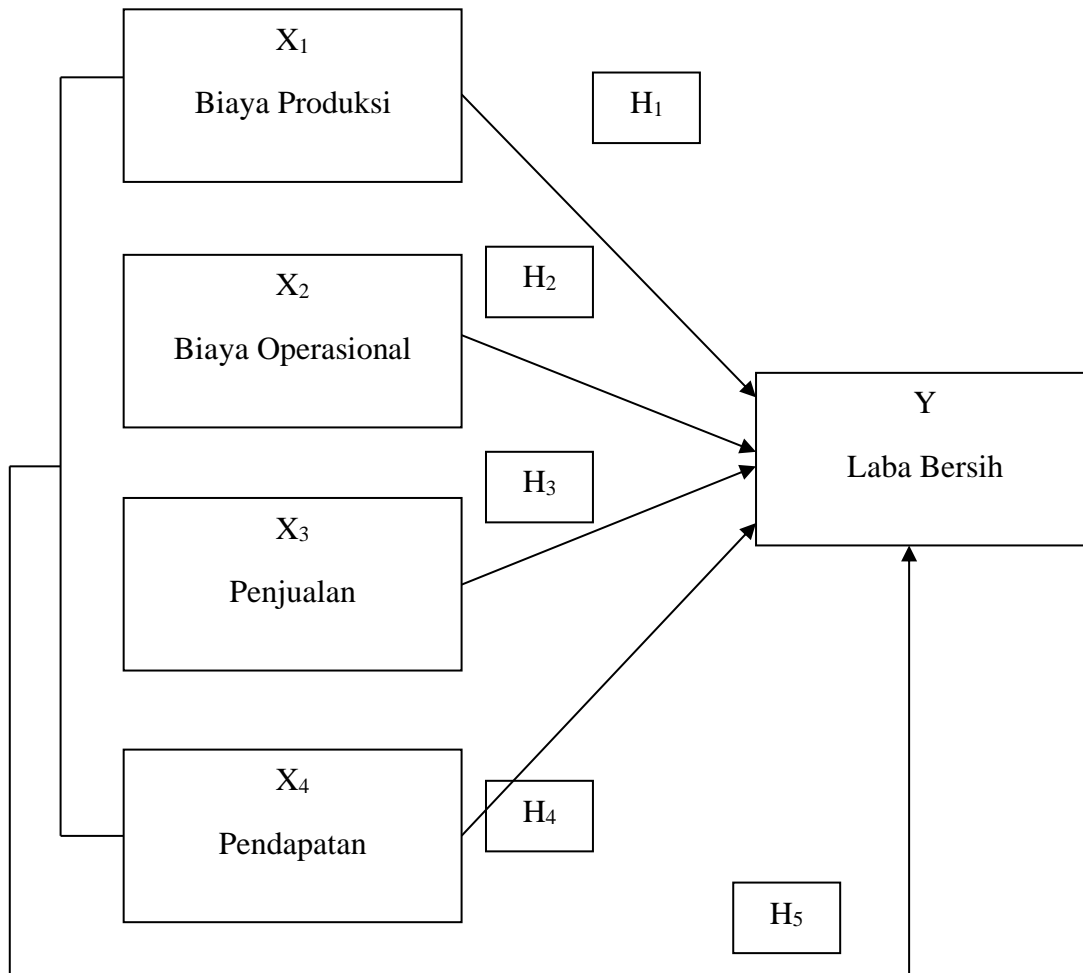 X₁
Biaya Produksi
H₁
X₂
Biaya Operasional
H₂
Y
Laba Bersih
H₃
X₃
Penjualan
X₄
Pendapatan
H₄
H₅